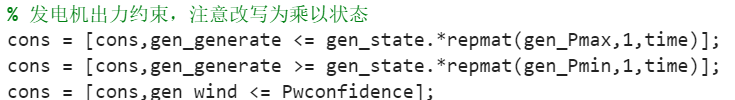 % 发电机出力约束，注意改写为乘以状态
cons = [cons,gen_generate <= gen_state.*repmat(gen_Pmax,1,time)];
cons = [cons,gen_generate >= gen_state.*repmat(gen_Pmin,1,time)];
cons = [cons,gen_wind <= Pwconfidence];